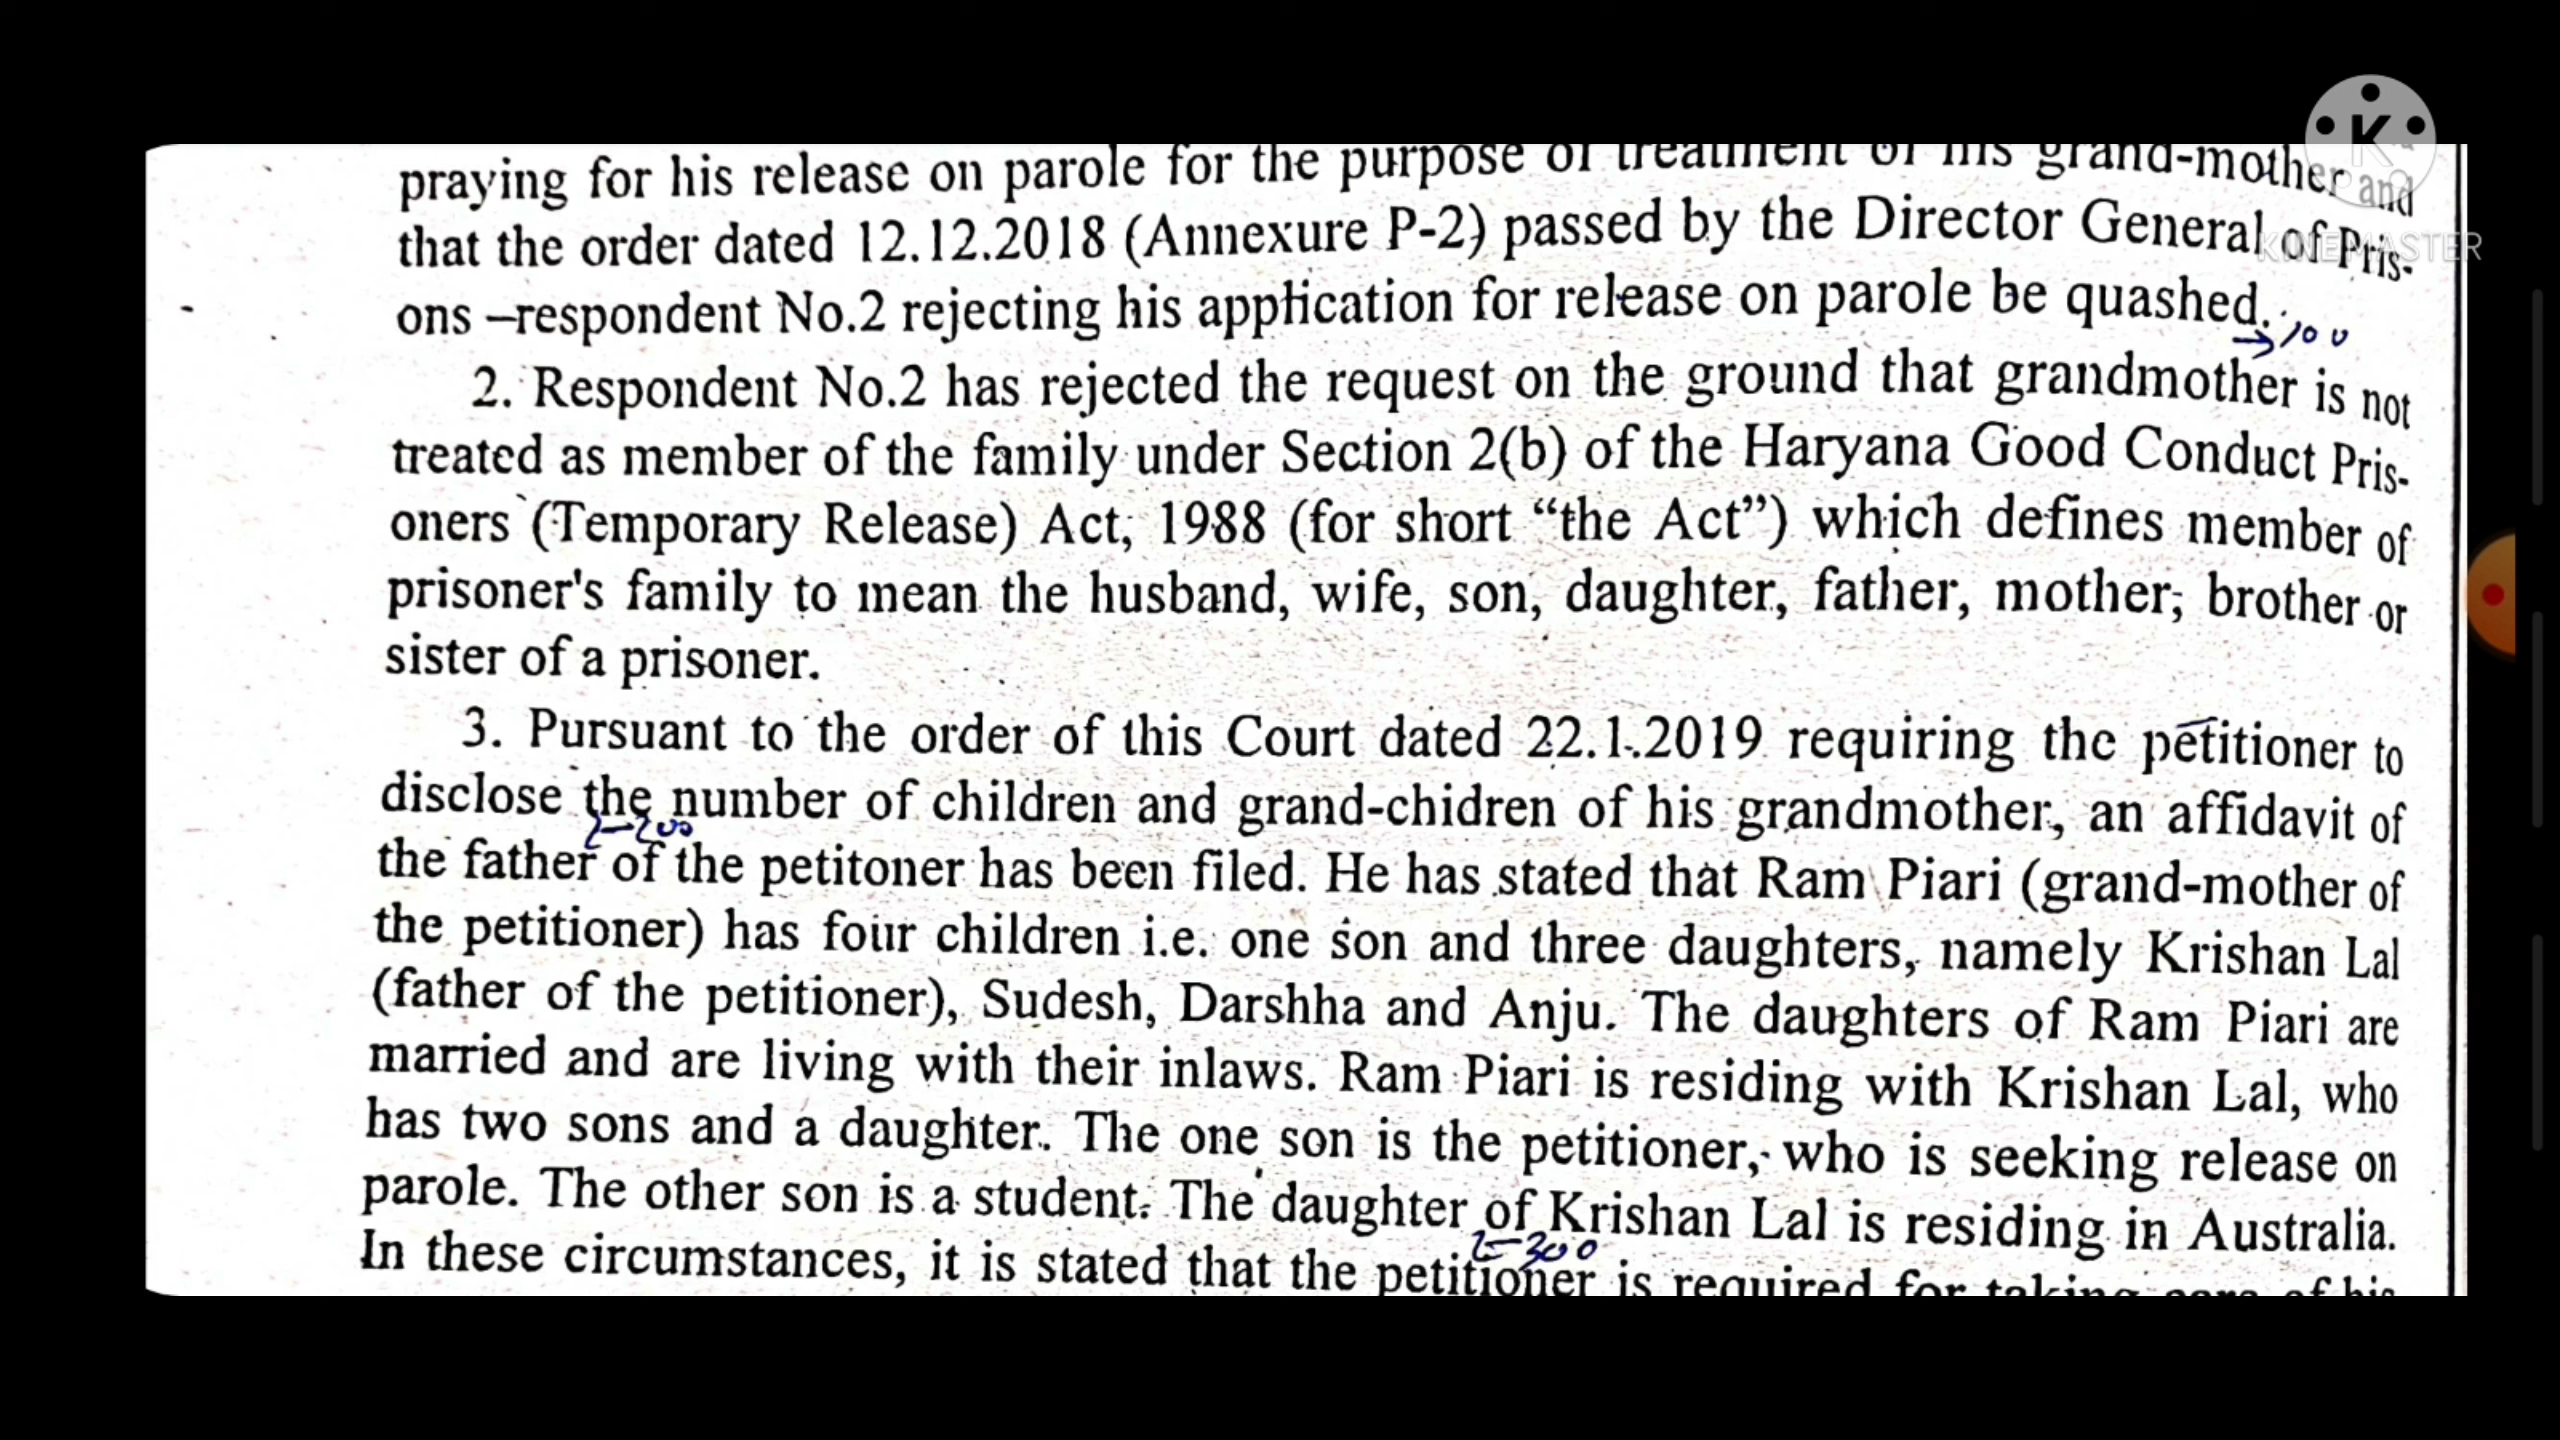 praying for his release on parole for the purpose of treatment of his grand-mother and
that the order dated 12.12.2018 (Annexure P-2) passed by the Director General of Pris-
ons –respondent No.2 rejecting his application for release on parole be quashed.
→100
2. Respondent No.2 has rejected the request on the ground that grandmother is not
treated as member of the family under Section 2(b) of the Haryana Good Conduct Pris-
oners (Temporary Release) Act, 1988 (for short “the Act”) which defines member of
prisoner's family to mean the husband, wife, son, daughter, father, mother, brother or
sister of a prisoner.
3. Pursuant to the order of this Court dated 22.1.2019 requiring the petitioner to
disclose the number of children and grand-chidren of his grandmother, an affidavit of
200
the father of the petitoner has been filed. He has stated that Ram Piari (grand-mother of
the petitioner) has four children i.e. one son and three daughters, namely Krishan Lal
(father of the petitioner), Sudesh, Darshha and Anju. The daughters of Ram Piari are
married and are living with their inlaws. Ram Piari is residing with Krishan Lal, who
has two sons and a daughter. The one son is the petitioner, who is seeking release on
parole. The other son is a student. The daughter of Krishan Lal is residing in Australia.
300
In these circumstances, it is stated that the petitioner is required for taking care of his
K
KINEMASTER